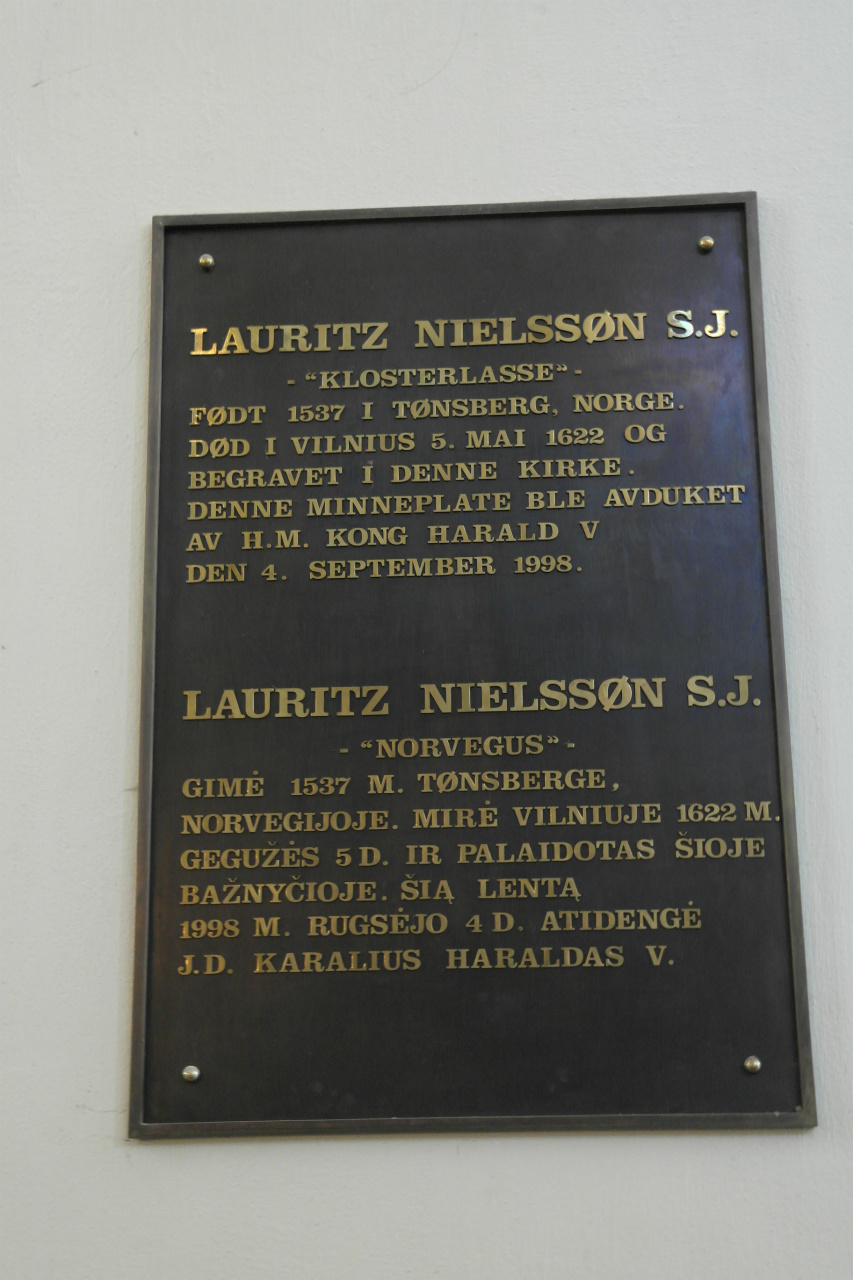 LAURITZ NIELSSØN S.J.
- "KLOSTERLASSE" -
FØDT 1537 I TØNSBERG, NORGE.
DØD I VILNIUS 5. MAI 1622 OG
BEGRAVET I DENNE KIRKE.
DENNE MINNEPLATE BLE AVDUKET
AV H.M. KONG HARALD V
DEN 4. SEPTEMBER 1998.
LAURITZ NIELSSØN S.J.
- "NORVEGUS" -
GIMĖ 1537 M. TØNSBERGE,
NORVEGIJOJE. MIRĖ VILNIUJE 1622 M.
GEGUŽĖS 5 D. IR PALAIDOTAS ŠIOJE
BAŽNYČIOJE. ŠIĄ LENTĄ
1998 M. RUGSĖJO 4 D. ATIDENGĖ
J.D. KARALIUS HARALDAS V.